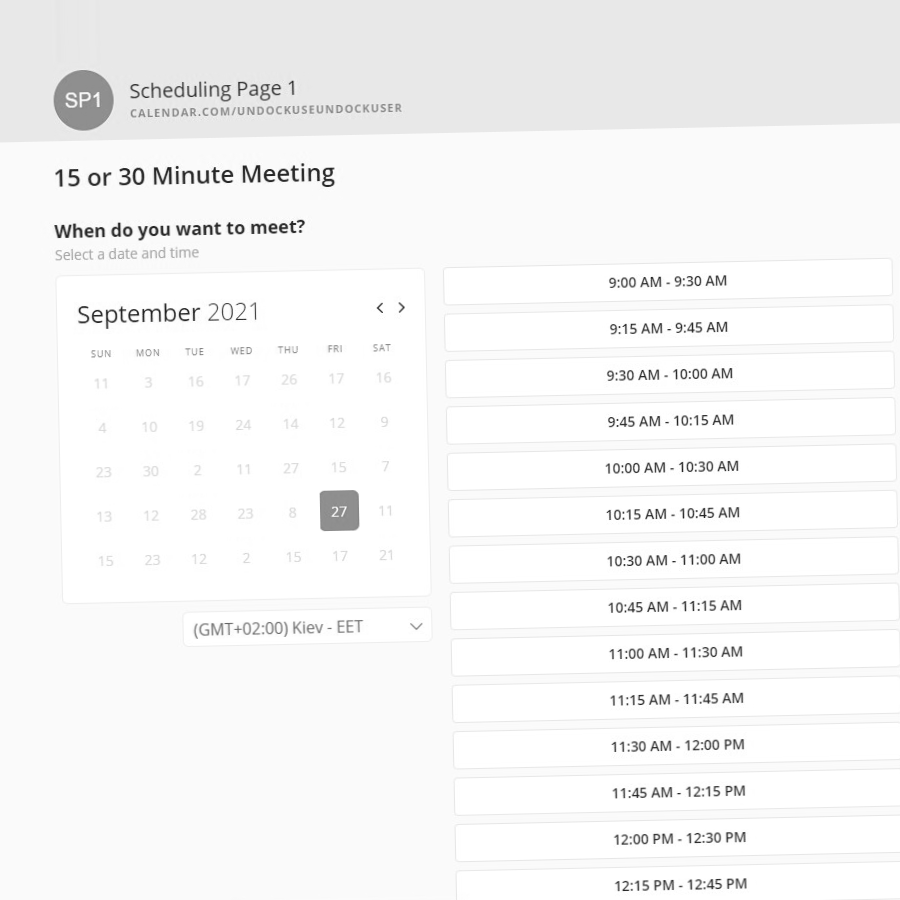 SP1
Scheduling Page 1
CALENDAR.COM/UNDOCKUSEUNDOCKUSER
15 or 30 Minute Meeting
When do you want to meet?
Select a date and time
September 2021
SUN MON TUE WED THU FRI SAT
11 3 16 17 26 17 16
4 10 19 24 14 12 9
23 30 2 11 27 15 7
13 12 28 23 8 27 11
15 23 12 2 15 17 21
(GMT+02:00) Kiev - EET
9:00 AM - 9:30 AM
9:15 AM - 9:45 AM
9:30 AM - 10:00 AM
9:45 AM - 10:15 AM
10:00 AM - 10:30 AM
10:15 AM - 10:45 AM
10:30 AM - 11:00 AM
10:45 AM - 11:15 AM
11:00 AM - 11:30 AM
11:15 AM - 11:45 AM
11:30 AM - 12:00 PM
11:45 AM - 12:15 PM
12:00 PM - 12:30 PM
12:15 PM - 12:45 PM